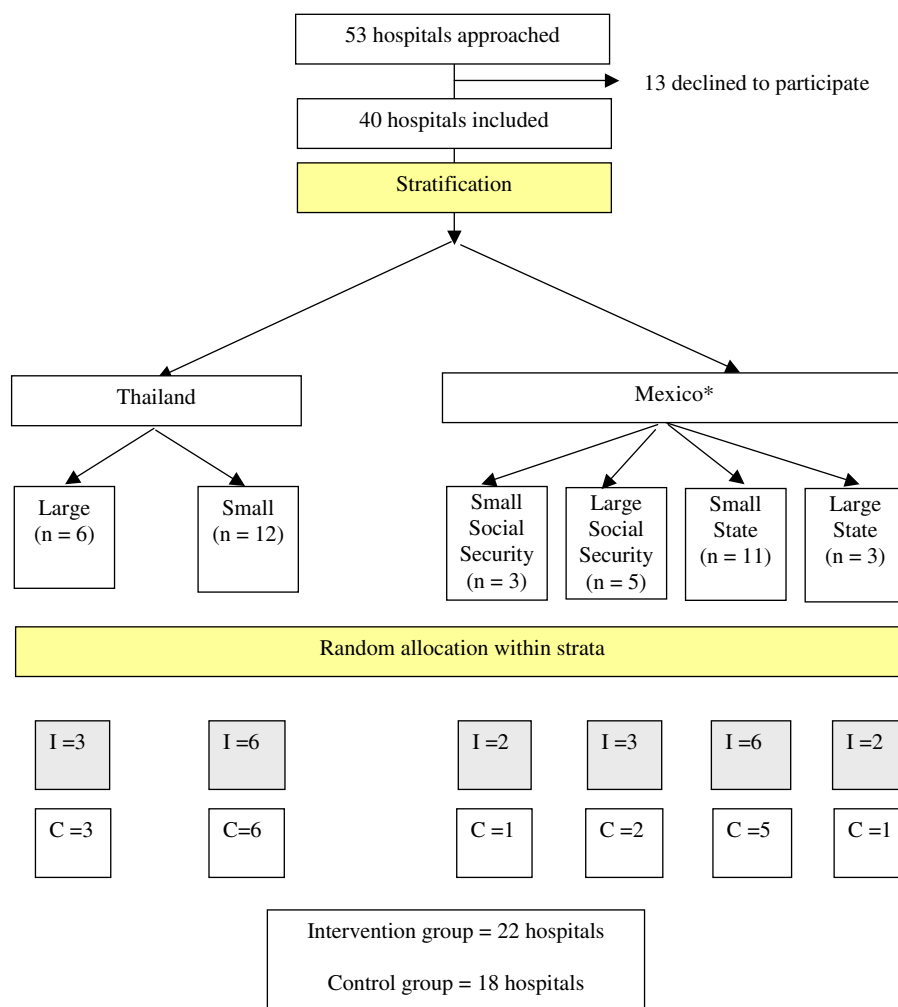 53 hospitals approached
13 declined to participate
40 hospitals included
Stratification
Thailand
Mexico*
Large
(n = 6)
Small
(n = 12)
Small
Social
Security
(n = 3)
Large
Social
Security
(n = 5)
Small
State
(n = 11)
Large
State
(n = 3)
Random allocation within strata
I =3
I =6
I =2
I =3
I =6
I =2
C =3
C=6
C =1
C =2
C =5
C =1
Intervention group = 22 hospitals
Control group = 18 hospitals